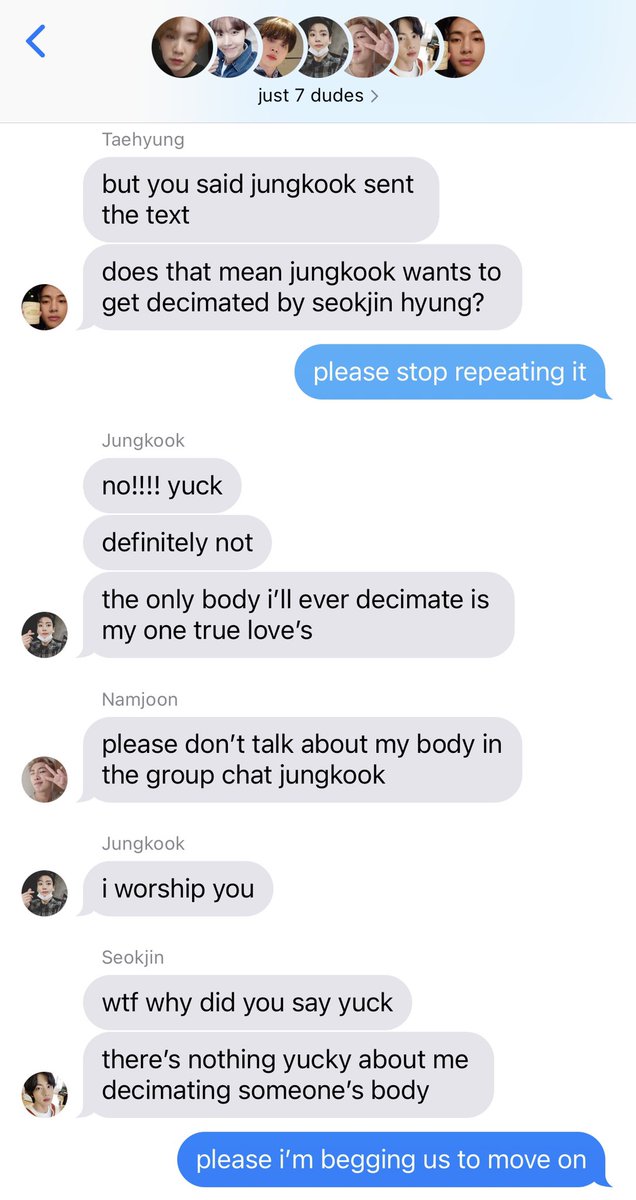 just 7 dudes
Taehyung
but you said jungkook sent
the text
does that mean jungkook wants to
get decimated by seokjin hyung?
please stop repeating it
Jungkook
no!!!! yuck
definitely not
the only body i’ll ever decimate is
my one true love’s
Namjoon
please don’t talk about my body in
the group chat jungkook
Jungkook
i worship you
Seokjin
wtf why did you say yuck
there’s nothing yucky about me
decimating someone’s body
please i’m begging us to move on